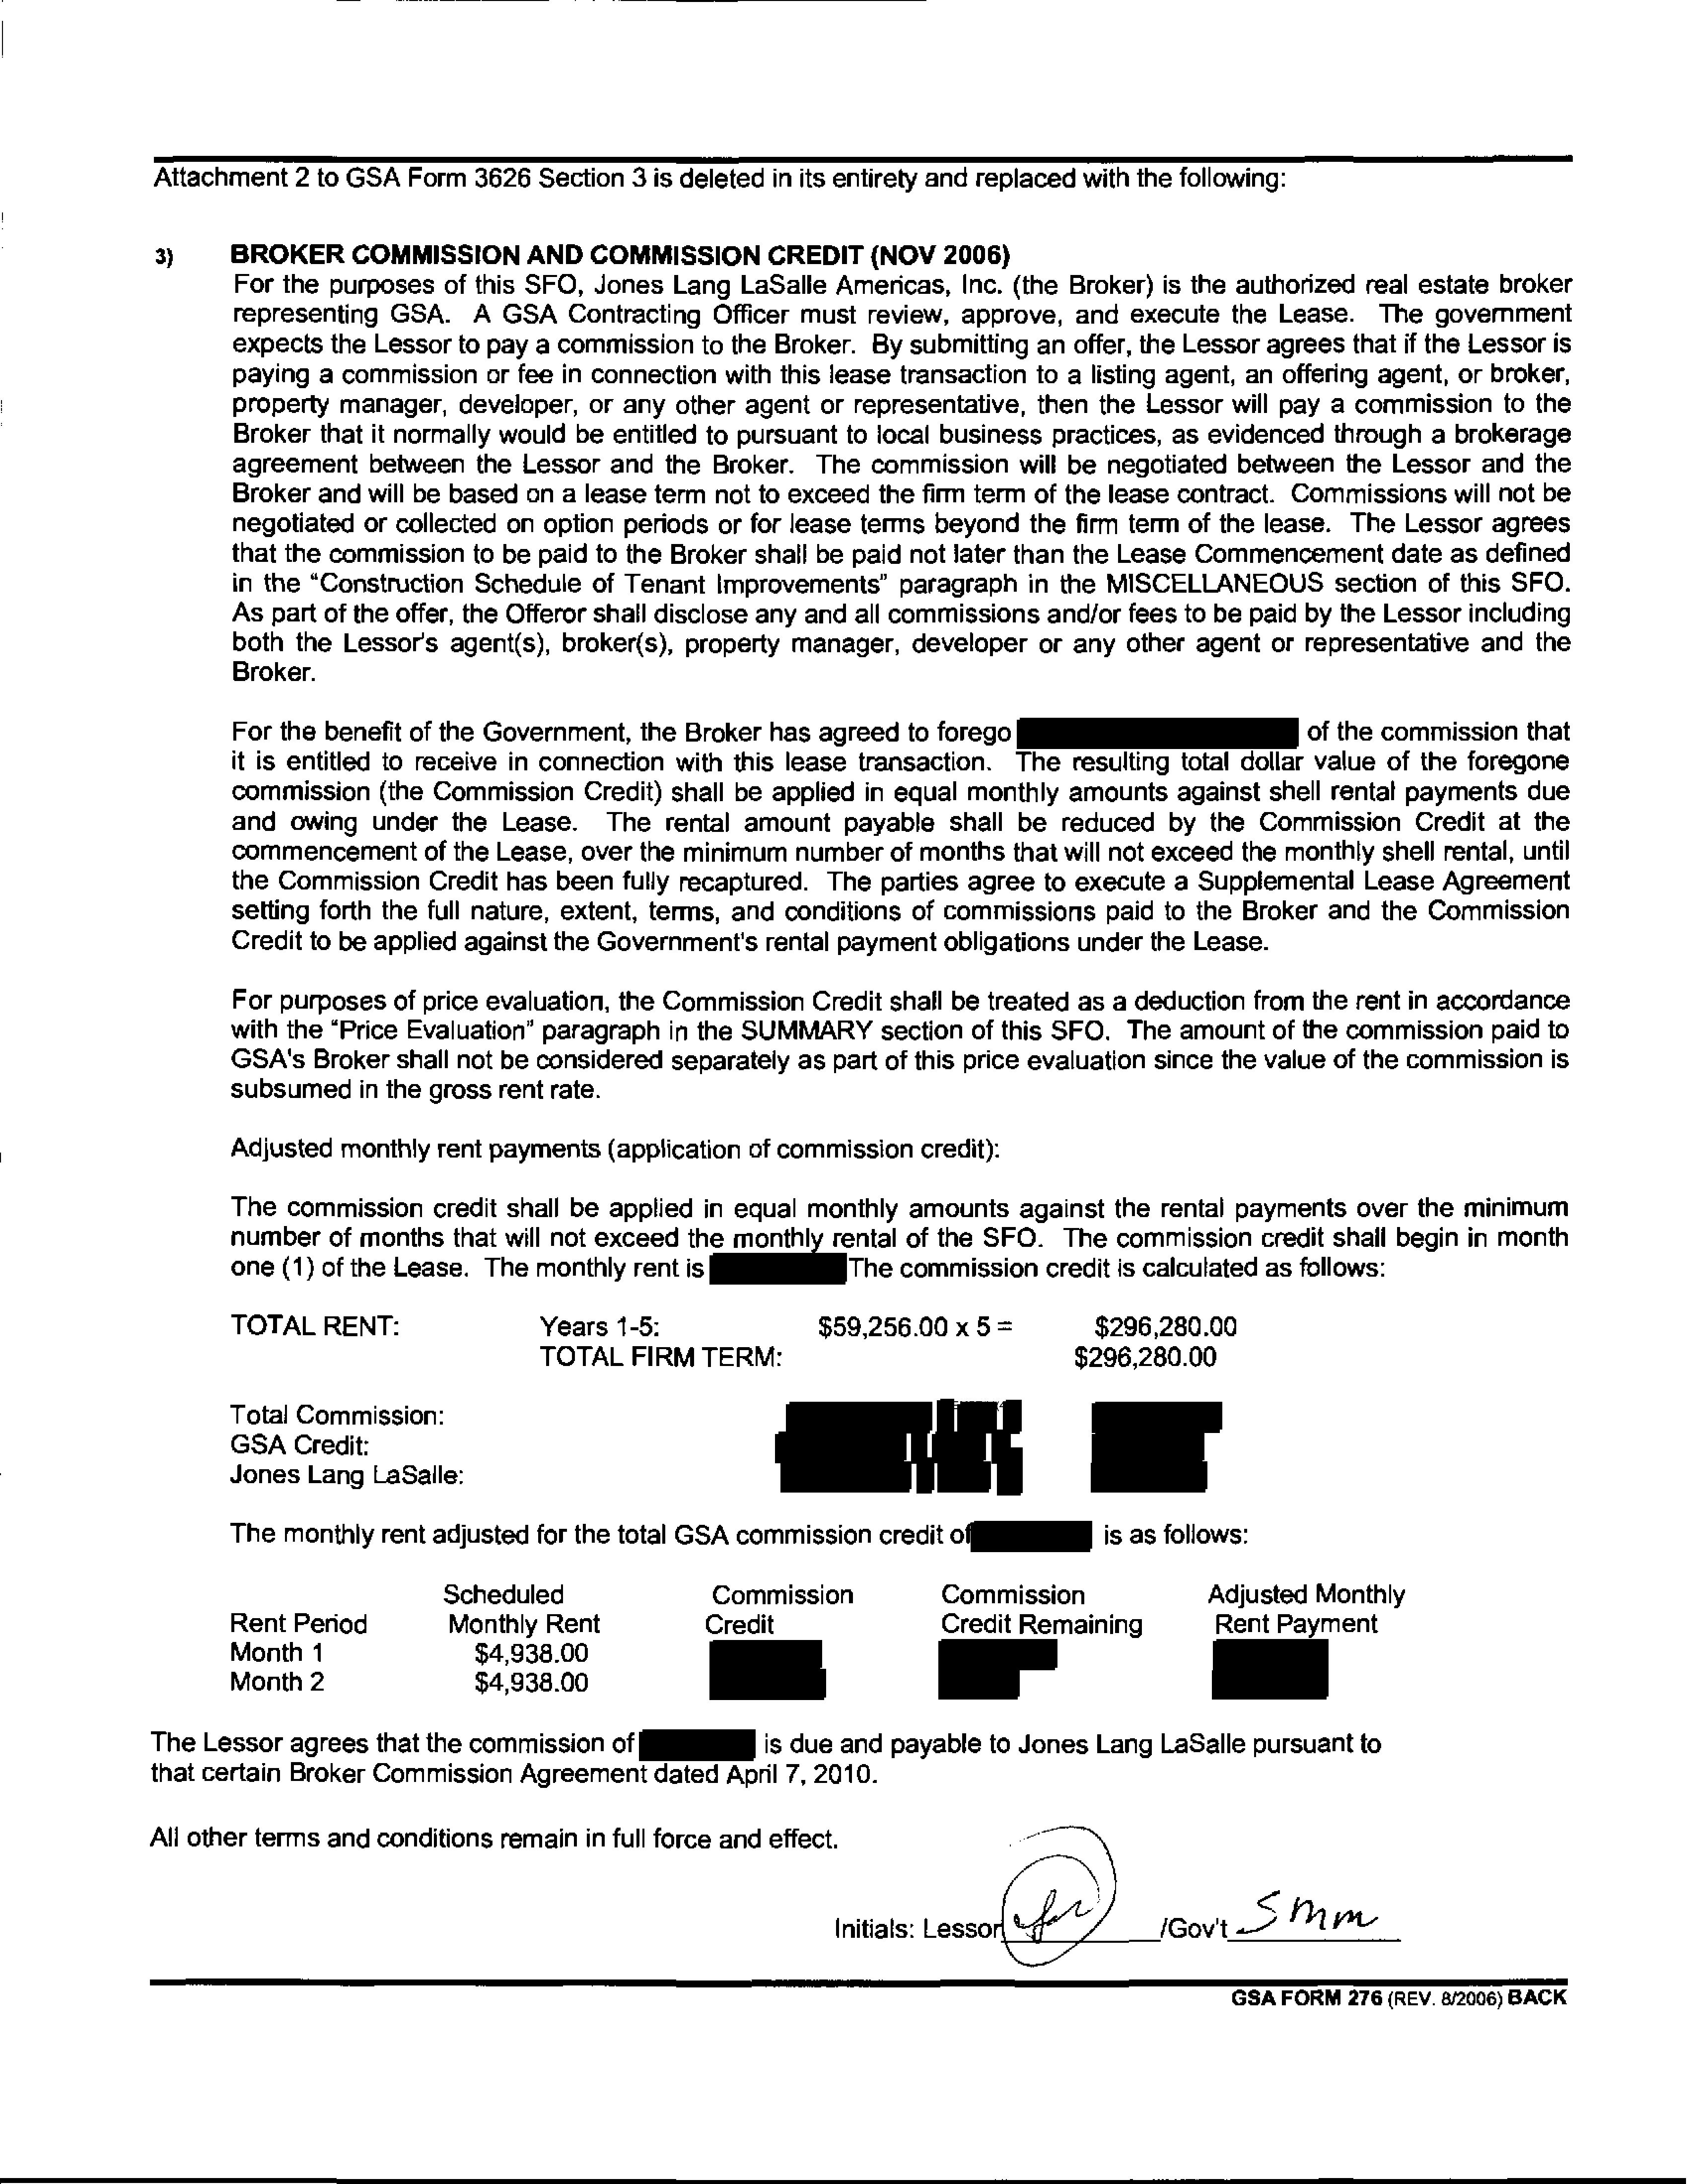 Attachment 2 to GSA Form 3626 Section 3 is deleted in its entirety and replaced with the following:
3) BROKER COMMISSION AND COMMISSION CREDIT (NOV 2006)
For the purposes of this SFO, Jones Lang LaSalle Americas, Inc. (the Broker) is the authorized real estate broker
representing GSA. A GSA Contracting Officer must review, approve, and execute the Lease. The government
expects the Lessor to pay a commission to the Broker. By submitting an offer, the Lessor agrees that if the Lessor is
paying a commission or fee in connection with this lease transaction to a listing agent, an offering agent, or broker,
property manager, developer, or any other agent or representative, then the Lessor will pay a commission to the
Broker that it normally would be entitled to pursuant to local business practices, as evidenced through a brokerage
agreement between the Lessor and the Broker. The commission will be negotiated between the Lessor and the
Broker and will be based on a lease term not to exceed the firm term of the lease contract. Commissions will not be
negotiated or collected on option periods or for lease terms beyond the firm term of the lease. The Lessor agrees
that the commission to be paid to the Broker shall be paid not later than the Lease Commencement date as defined
in the "Construction Schedule of Tenant Improvements" paragraph in the MISCELLANEOUS section of this SFO.
As part of the offer, the Offeror shall disclose any and all commissions and/or fees to be paid by the Lessor including
both the Lessor's agent(s), broker(s), property manager, developer or any other agent or representative and the
Broker.
For the benefit of the Government, the Broker has agreed to forego of the commission that
it is entitled to receive in connection with this lease transaction. The resulting total dollar value of the foregone
commission (the Commission Credit) shall be applied in equal monthly amounts against shell rental payments due
and owing under the Lease. The rental amount payable shall be reduced by the Commission Credit at the
commencement of the Lease, over the minimum number of months that will not exceed the monthly shell rental, until
the Commission Credit has been fully recaptured. The parties agree to execute a Supplemental Lease Agreement
setting forth the full nature, extent, terms, and conditions of commissions paid to the Broker and the Commission
Credit to be applied against the Government's rental payment obligations under the Lease.
For purposes of price evaluation, the Commission Credit shall be treated as a deduction from the rent in accordance
with the "Price Evaluation" paragraph in the SUMMARY section of this SFO. The amount of the commission paid to
GSA's Broker shall not be considered separately as part of this price evaluation since the value of the commission is
subsumed in the gross rent rate.
Adjusted monthly rent payments (application of commission credit):
The commission credit shall be applied in equal monthly amounts against the rental payments over the minimum
number of months that will not exceed the monthly rental of the SFO. The commission credit shall begin in month
one (1) of the Lease. The monthly rent is The commission credit is calculated as follows:
TOTAL RENT: Years 1-5: $59,256.00 x 5 = $296,280.00
TOTAL FIRM TERM: $296,280.00
Total Commission:
GSA Credit:
Jones Lang LaSalle:
The monthly rent adjusted for the total GSA commission credit of is as follows:
Scheduled Commission Commission Adjusted Monthly
Rent Period Monthly Rent Credit Credit Remaining Rent Payment
Month 1 $4,938.00
Month 2 $4,938.00
The Lessor agrees that the commission of is due and payable to Jones Lang LaSalle pursuant to
that certain Broker Commission Agreement dated April 7, 2010.
All other terms and conditions remain in full force and effect.
Initials: Lessor /Gov't SMM
GSA FORM 276 (REV. 8/2006) BACK